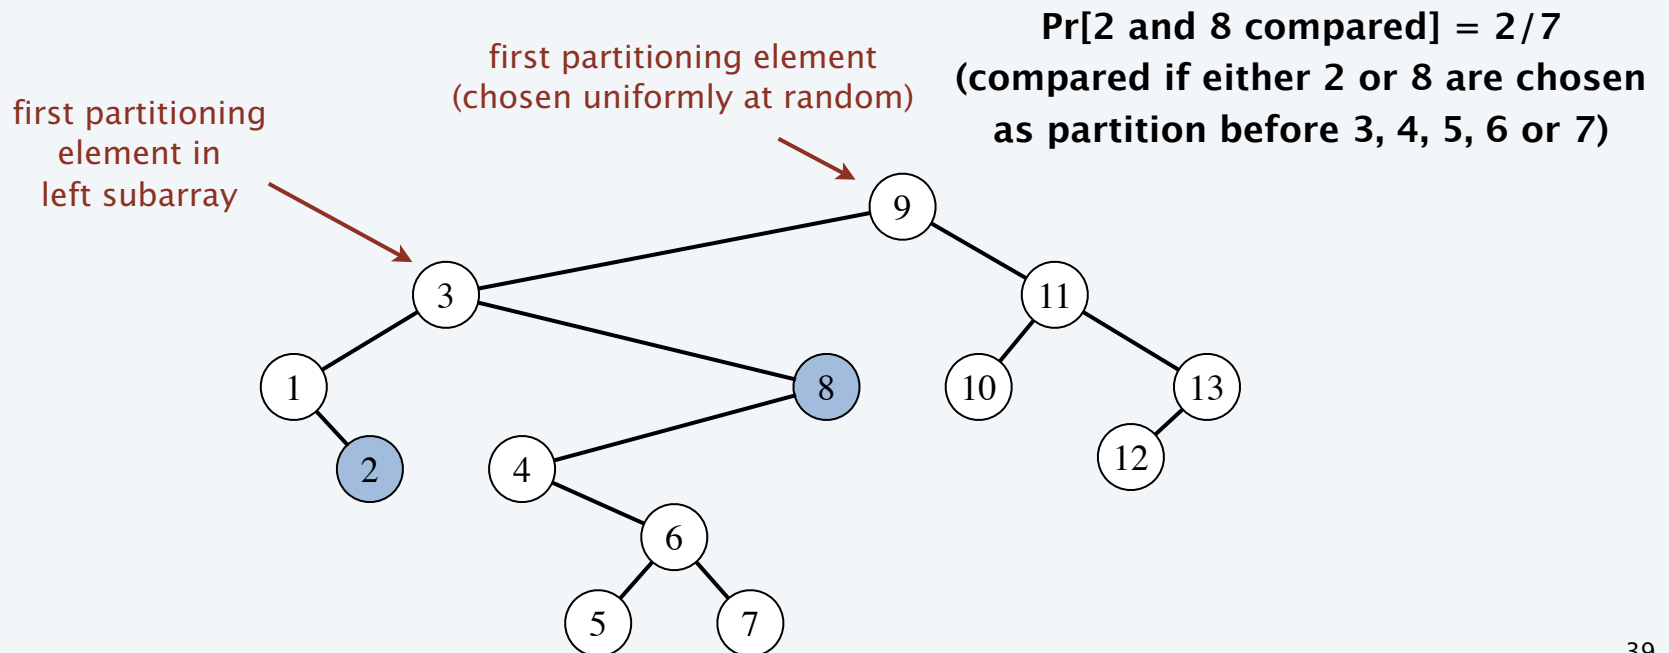 Pr[2 and 8 compared] = 2/7
(compared if either 2 or 8 are chosen
as partition before 3, 4, 5, 6 or 7)
first partitioning element
(chosen uniformly at random)
first partitioning
element in
left subarray
9
3
11
1
8
10
13
2
4
12
6
5
7
39